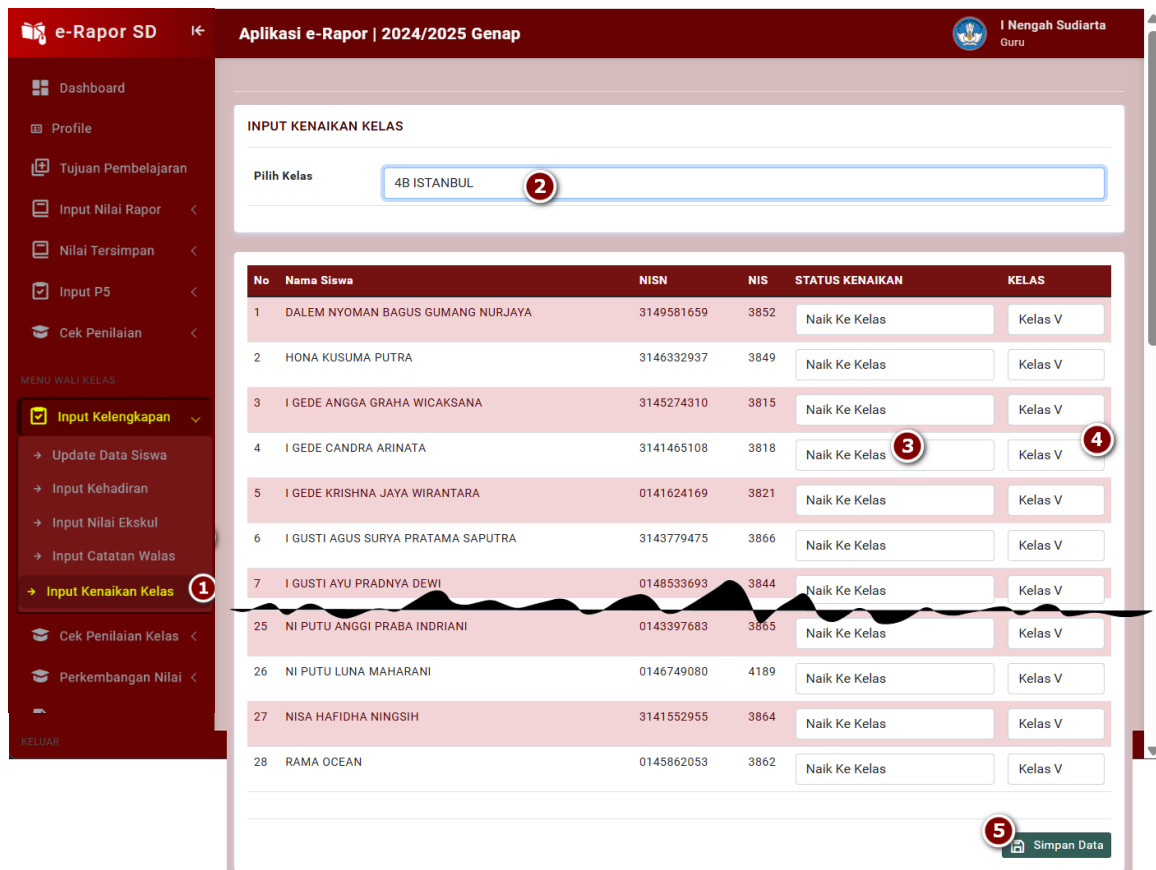 e-Rapor SD
Aplikasi e-Rapor | 2024/2025 Genap
I Nengah Sudiarta
Guru
Dashboard
Profile
Tujuan Pembelajaran
Input Nilai Rapor
Nilai Tersimpan
Input P5
Cek Penilaian
MENU WALI KELAS
Input Kelengkapan
Update Data Siswa
Input Kehadiran
Input Nilai Ekskul
Input Catatan Walas
Input Kenaikan Kelas 1
Cek Penilaian Kelas
Perkembangan Nilai
KELUAR
INPUT KENAIKAN KELAS
Pilih Kelas 4B ISTANBUL 2
No Nama Siswa NISN NIS STATUS KENAIKAN KELAS
1 DALEM NYOMAN BAGUS GUMANG NURJAYA 3149581659 3852 Naik Ke Kelas Kelas V
2 HONA KUSUMA PUTRA 3146332937 3849 Naik Ke Kelas Kelas V
3 I GEDE ANGGA GRAHA WICAKSANA 3145274310 3815 Naik Ke Kelas Kelas V
4 I GEDE CANDRA ARINATA 3141465108 3818 Naik Ke Kelas 3 Kelas V 4
5 I GEDE KRISHNA JAYA WIRANTARA 0141624169 3821 Naik Ke Kelas Kelas V
6 I GUSTI AGUS SURYA PRATAMA SAPUTRA 3143779475 3866 Naik Ke Kelas Kelas V
7 I GUSTI AYU PRADNYA DEWI 0148533693 3844 Naik Ke Kelas Kelas V
25 NI PUTU ANGGI PRABA INDRIANI 0143397683 3865 Naik Ke Kelas Kelas V
26 NI PUTU LUNA MAHARANI 0146749080 4189 Naik Ke Kelas Kelas V
27 NISA HAFIDHA NINGSIH 3141552955 3864 Naik Ke Kelas Kelas V
28 RAMA OCEAN 0145862053 3862 Naik Ke Kelas Kelas V
5 Simpan Data